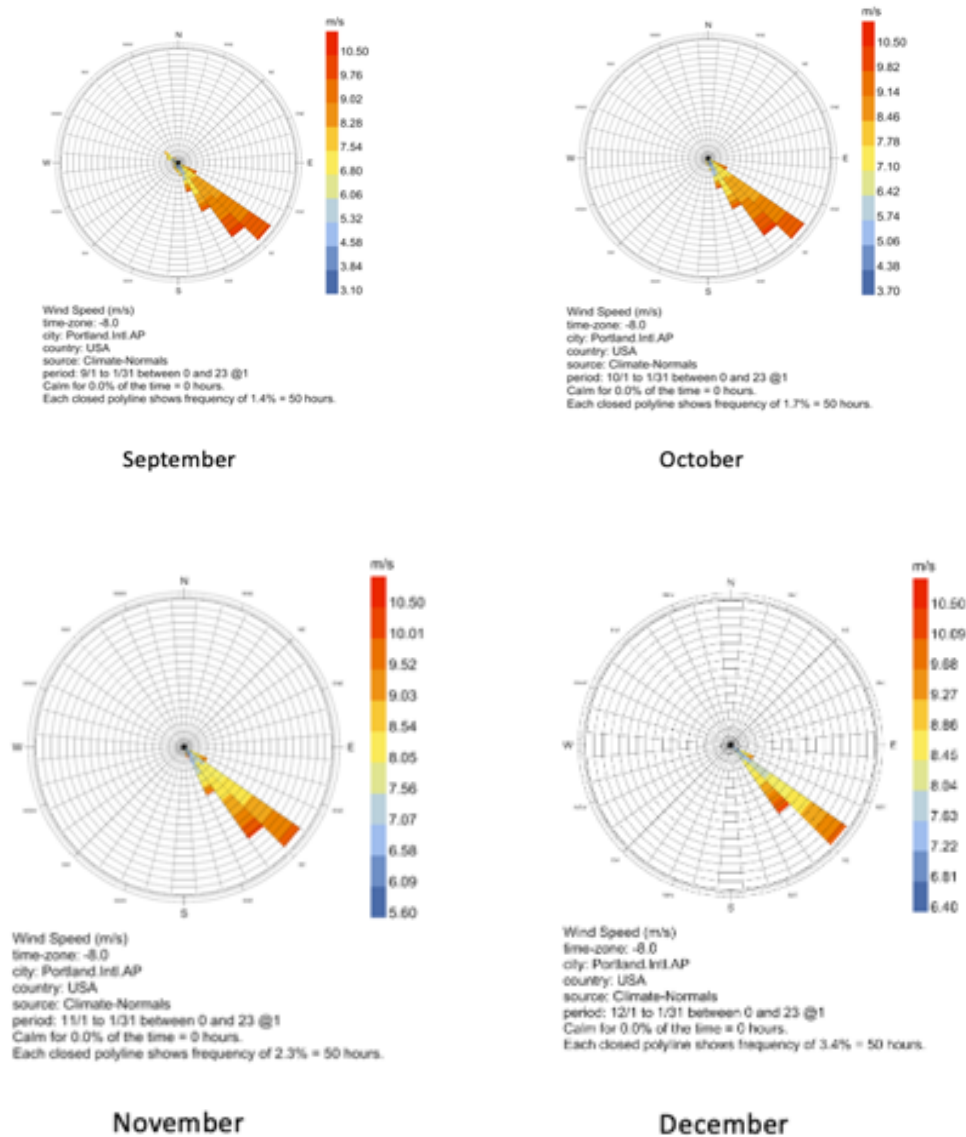 m/s
N
10.50
9.76
9.02
8.28
7.54
W
E
6.80
6.06
5.32
4.58
3.84
S
3.10
Wind Speed (m/s)
time-zone: -8.0
city: Portland.Intl.AP
country: USA
source: Climate-Normals
period: 9/1 to 1/31 between 0 and 23 @1
Calm for 0.0% of the time = 0 hours.
Each closed polyline shows frequency of 1.4% = 50 hours.
September
m/s
N
10.50
9.82
9.14
8.46
7.78
W
E
7.10
6.42
5.74
5.06
4.38
S
3.70
Wind Speed (m/s)
time-zone: -8.0
city: Portland.Intl.AP
country: USA
source: Climate-Normals
period: 10/1 to 1/31 between 0 and 23 @1
Calm for 0.0% of the time = 0 hours.
Each closed polyline shows frequency of 1.7% = 50 hours.
October
m/s
N
10.50
10.01
9.52
9.03
8.54
W
E
8.05
7.56
7.07
6.58
6.09
S
5.60
Wind Speed (m/s)
time-zone: -8.0
city: Portland.Intl.AP
country: USA
source: Climate-Normals
period: 11/1 to 1/31 between 0 and 23 @1
Calm for 0.0% of the time = 0 hours.
Each closed polyline shows frequency of 2.3% = 50 hours.
November
m/s
N
10.50
10.09
9.68
9.27
8.86
W
E
8.45
8.04
7.63
7.22
6.81
S
6.40
Wind Speed (m/s)
time-zone: -8.0
city: Portland.Intl.AP
country: USA
source: Climate-Normals
period: 12/1 to 1/31 between 0 and 23 @1
Calm for 0.0% of the time = 0 hours.
Each closed polyline shows frequency of 3.4% = 50 hours.
December